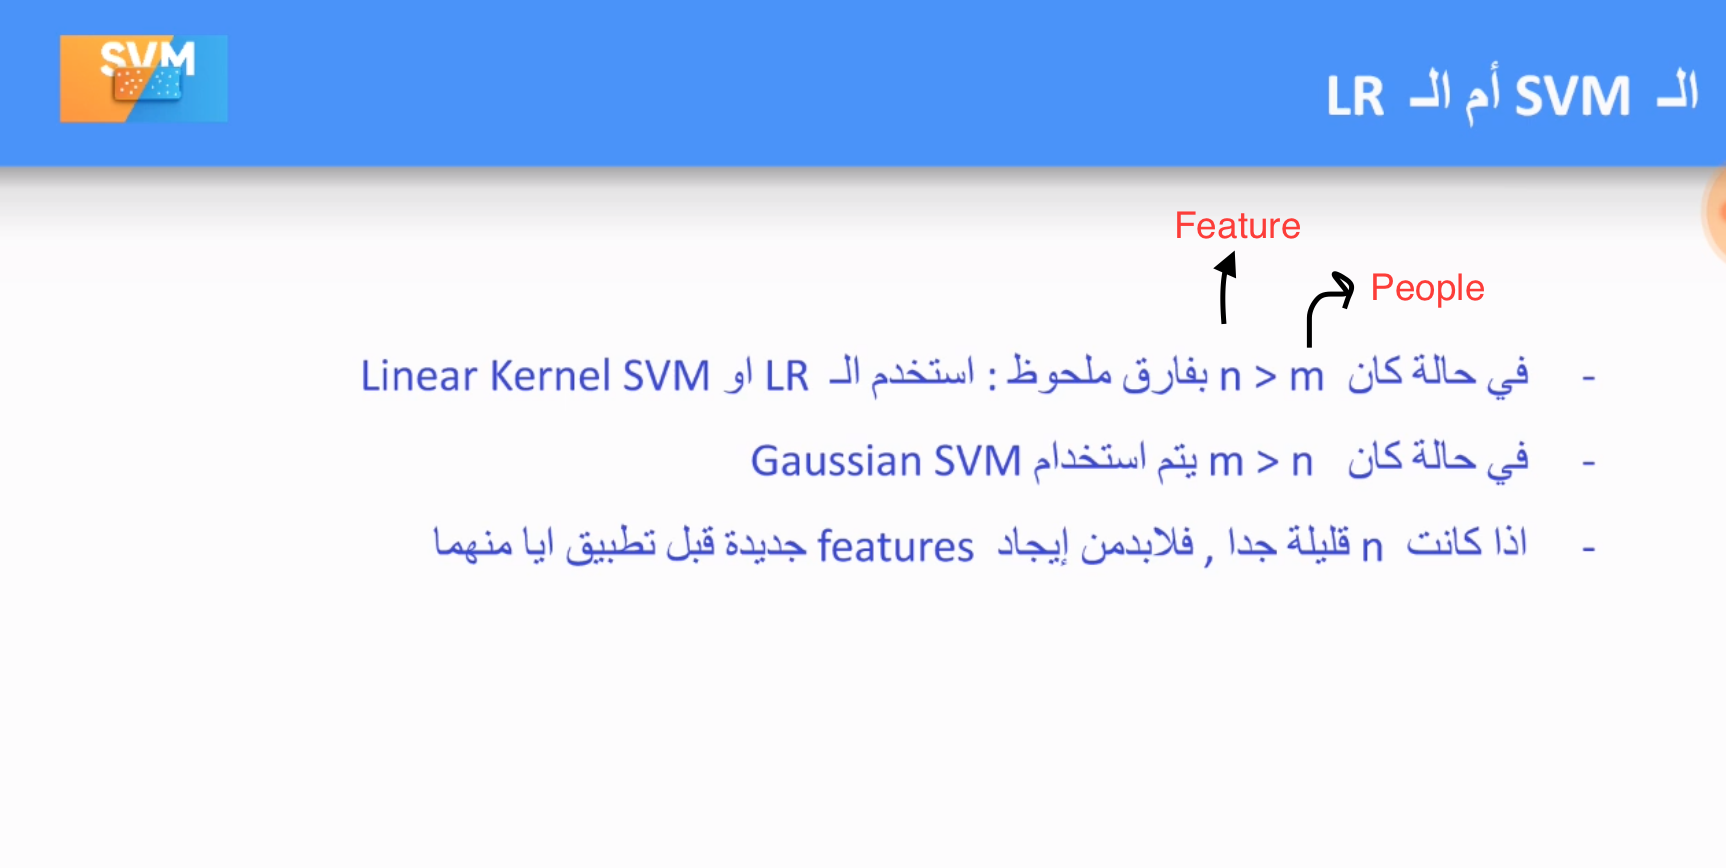 SVM
الـ SVM أم الـ LR
Feature
People
- في حالة كان n > m بفارق ملحوظ : استخدم الـ LR او Linear Kernel SVM
- في حالة كان m > n يتم استخدام Gaussian SVM
- اذا كانت n قليلة جدا , فلابدمن إيجاد features جديدة قبل تطبيق ايا منهما